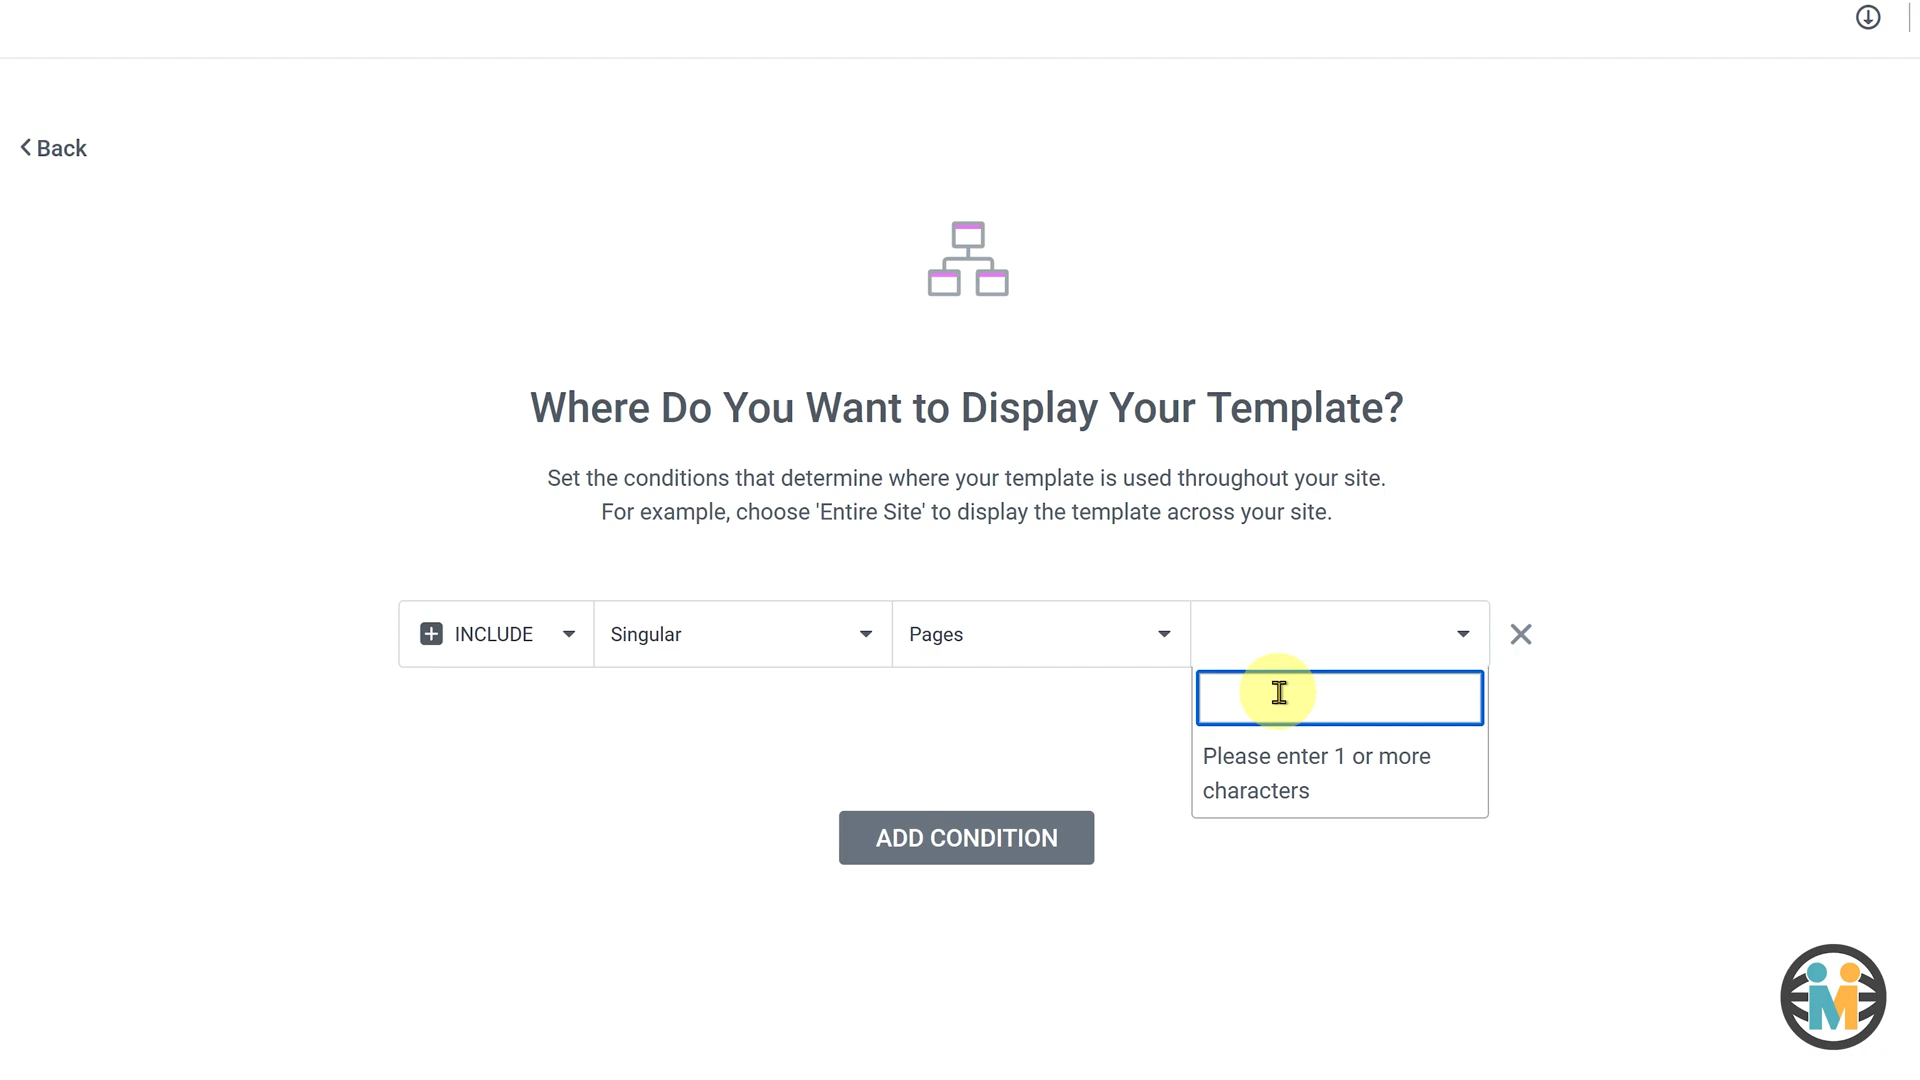 Back
Where Do You Want to Display Your Template?
Set the conditions that determine where your template is used throughout your site.
For example, choose 'Entire Site' to display the template across your site.
INCLUDE
Singular
Pages
Please enter 1 or more
characters
ADD CONDITION
M